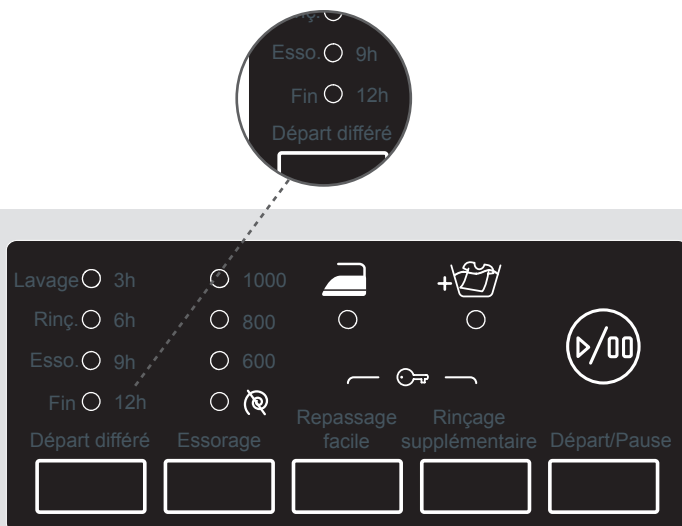 Esso. 9h
Fin 12h
Départ différé
Lavage 3h 1000
Rinç. 6h 800
Esso. 9h 600
Fin 12h
Départ différé Essorage Repassage facile Rinçage supplémentaire Départ/Pause